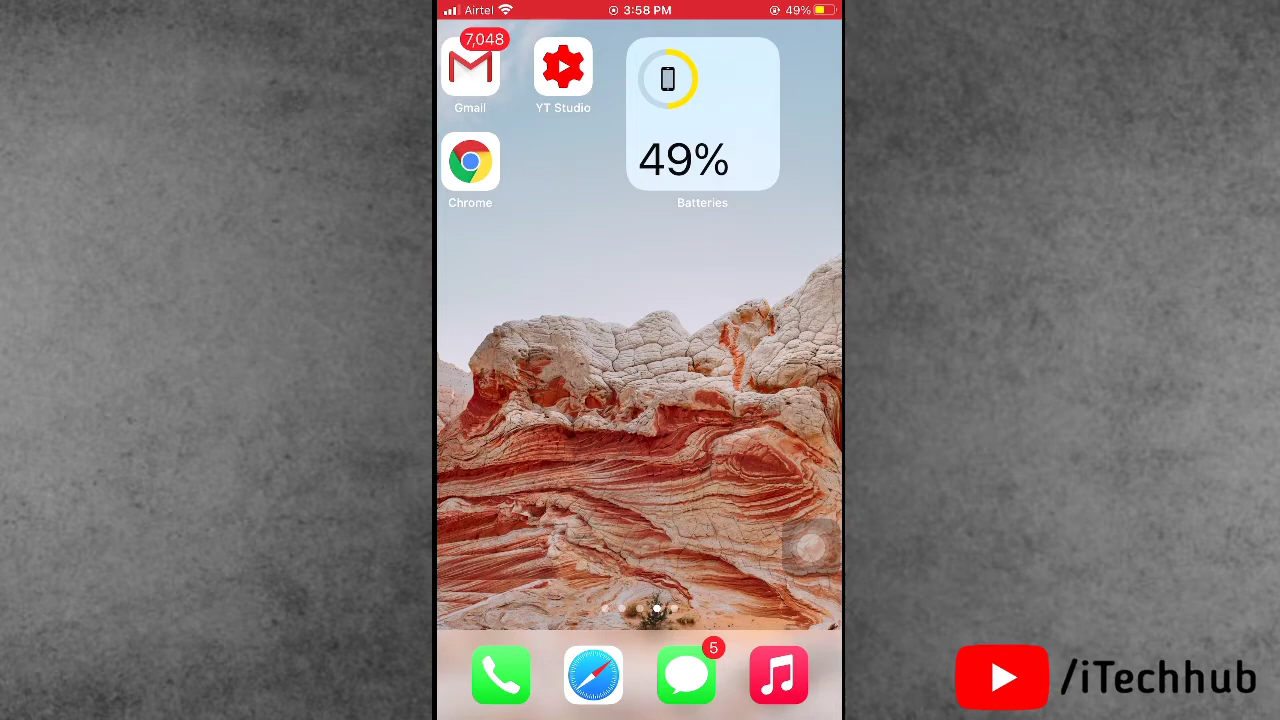 Airtel 3:58 PM 49%
7,048
Gmail
YT Studio
49%
Chrome
Batteries
5
/iTechhub